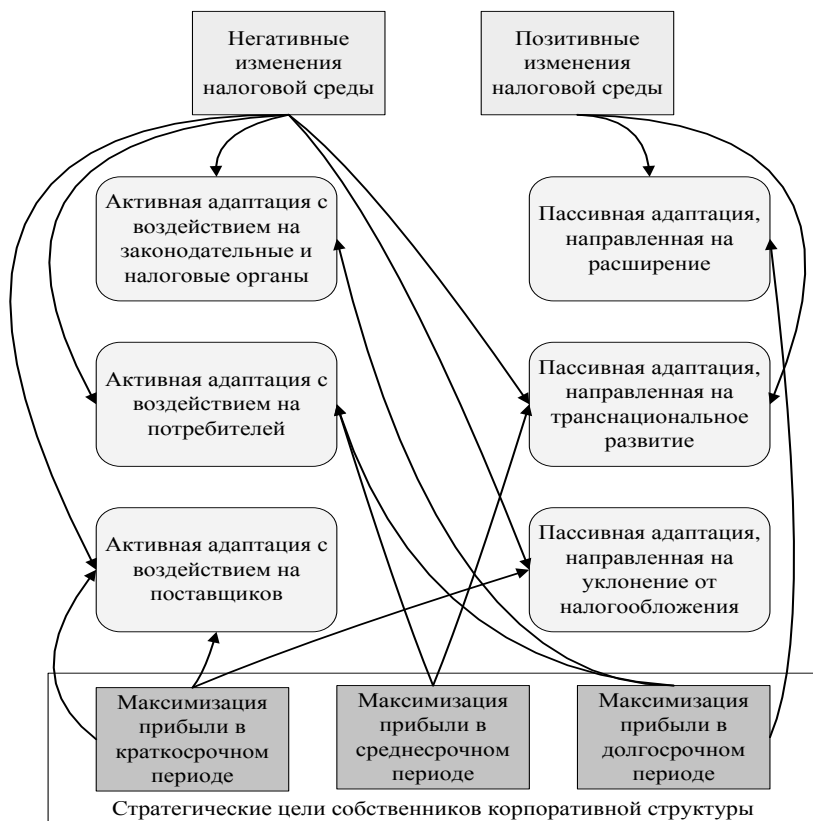 Негативные
изменения
налоговой среды
Позитивные
изменения
налоговой среды
Активная адаптация с
воздействием на
законодательные и
налоговые органы
Пассивная адаптация,
направленная на
расширение
Активная адаптация с
воздействием на
потребителей
Пассивная адаптация,
направленная на
транснациональное
развитие
Активная адаптация с
воздействием на
поставщиков
Пассивная адаптация,
направленная на
уклонение от
налогообложения
Максимизация
прибыли в
краткосрочном
периоде
Максимизация
прибыли в
среднесрочном
периоде
Максимизация
прибыли в
долгосрочном
периоде
Стратегические цели собственников корпоративной структуры